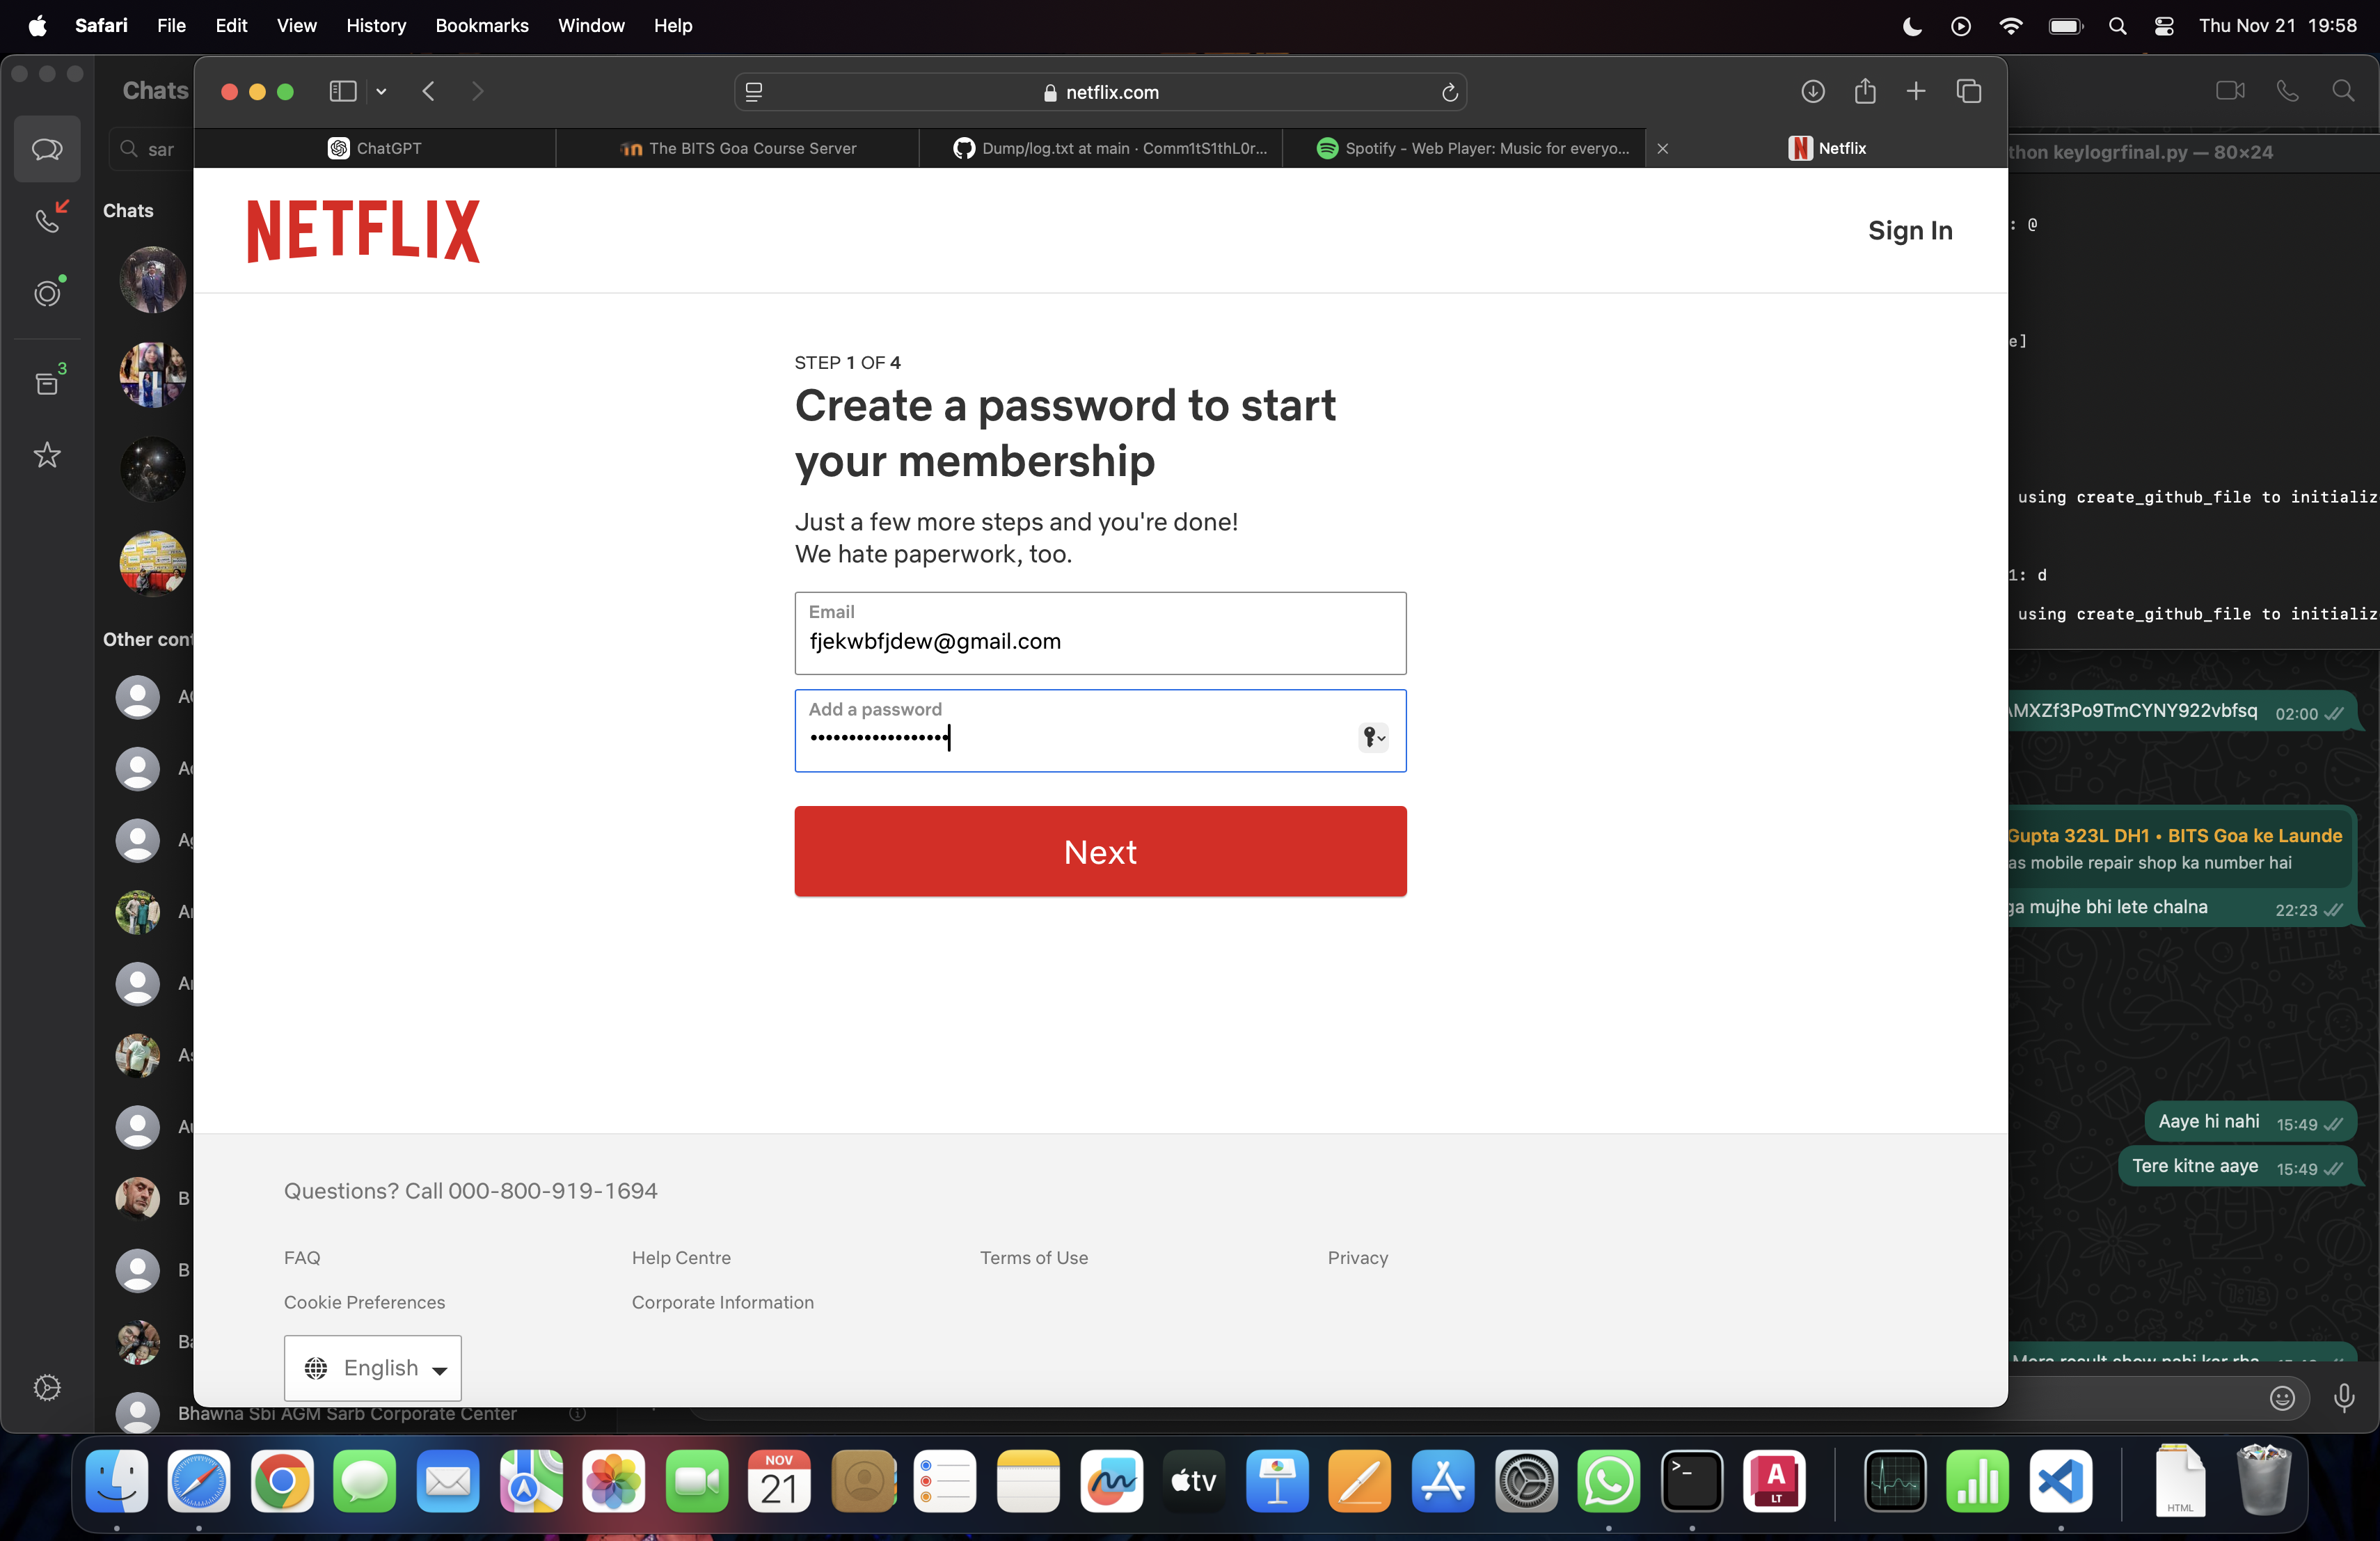 Safari File Edit View History Bookmarks Window Help Thu Nov 21 19:58
Chats
netflix.com
sar
ChatGPT
The BITS Goa Course Server
Dump/log.txt at main · Comm1tS1thL0r...
Spotify - Web Player: Music for everyo...
Netflix
thon keylogrfinal.py — 80×24
NETFLIX
Sign In
Chats
: @
e]
3
STEP 1 OF 4
Create a password to start
your membership
Just a few more steps and you're done!
We hate paperwork, too.
using create_github_file to initializ
1: d
using create_github_file to initializ
Email
fjekwbfjdew@gmail.com
Other cont
Add a password
••••••••••••••••••
MXZf3Po9TmCYNY922vbfsq 02:00
Next
Gupta 323L DH1 • BITS Goa ke Launde
as mobile repair shop ka number hai
ga mujhe bhi lete chalna 22:23
Aaye hi nahi 15:49
Tere kitne aaye 15:49
Questions? Call 000-800-919-1694
FAQ
Help Centre
Terms of Use
Privacy
Cookie Preferences
Corporate Information
English
B
B
Ba
Bhawna Sbi AGM Sarb Corporate Center
NOV
21
tv
A
LT
HTML